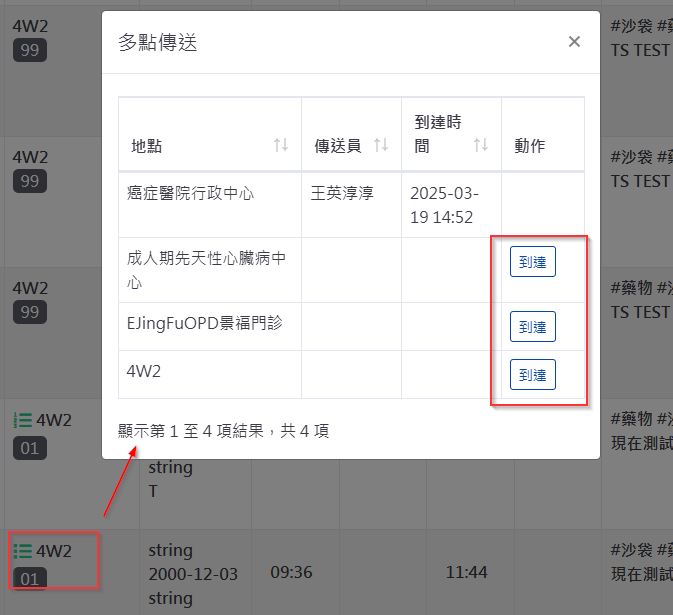 4W2
99
4W2
99
4W2
99
4W2
01
4W2
01
多點傳送
×
地點
傳送員
到達時
間
動作
癌症醫院行政中心
王英淳淳
2025-03-
19 14:52
成人期先天性心臟病中
心
到達
EJingFuOPD景福門診
到達
4W2
到達
顯示第 1 至 4 項結果，共 4 項
string
T
string
2000-12-03
string
09:36
11:44
#沙袋 #藥
TS TEST
#沙袋 #藥
TS TEST
#藥物 #沙
TS TEST
#藥物 #沙
現在測試
#沙袋 #藥
現在測試